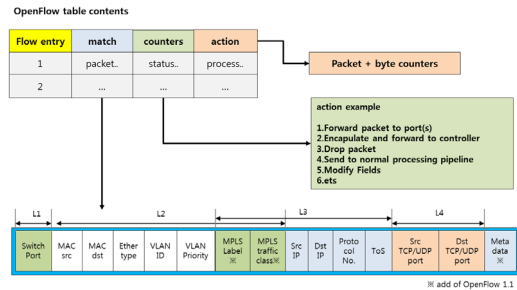 OpenFlow table contents
Flow entry match counters action
1 packet.. status.. process..
2 ... ... ...
Packet + byte counters
action example
1.Forward packet to port(s)
2.Encapulate and forward to controller
3.Drop packet
4.Send to normal processing pipeline
5.Modify Fields
6.ets
L1 L2 L3 L4
Switch Port
MAC src
MAC dst
Ether type
VLAN ID
VLAN Priority
MPLS Label ※
MPLS traffic class※
Src IP
Dst IP
Proto col No.
ToS
Src TCP/UDP port
Dst TCP/UDP port
Meta data ※
※ add of OpenFlow 1.1